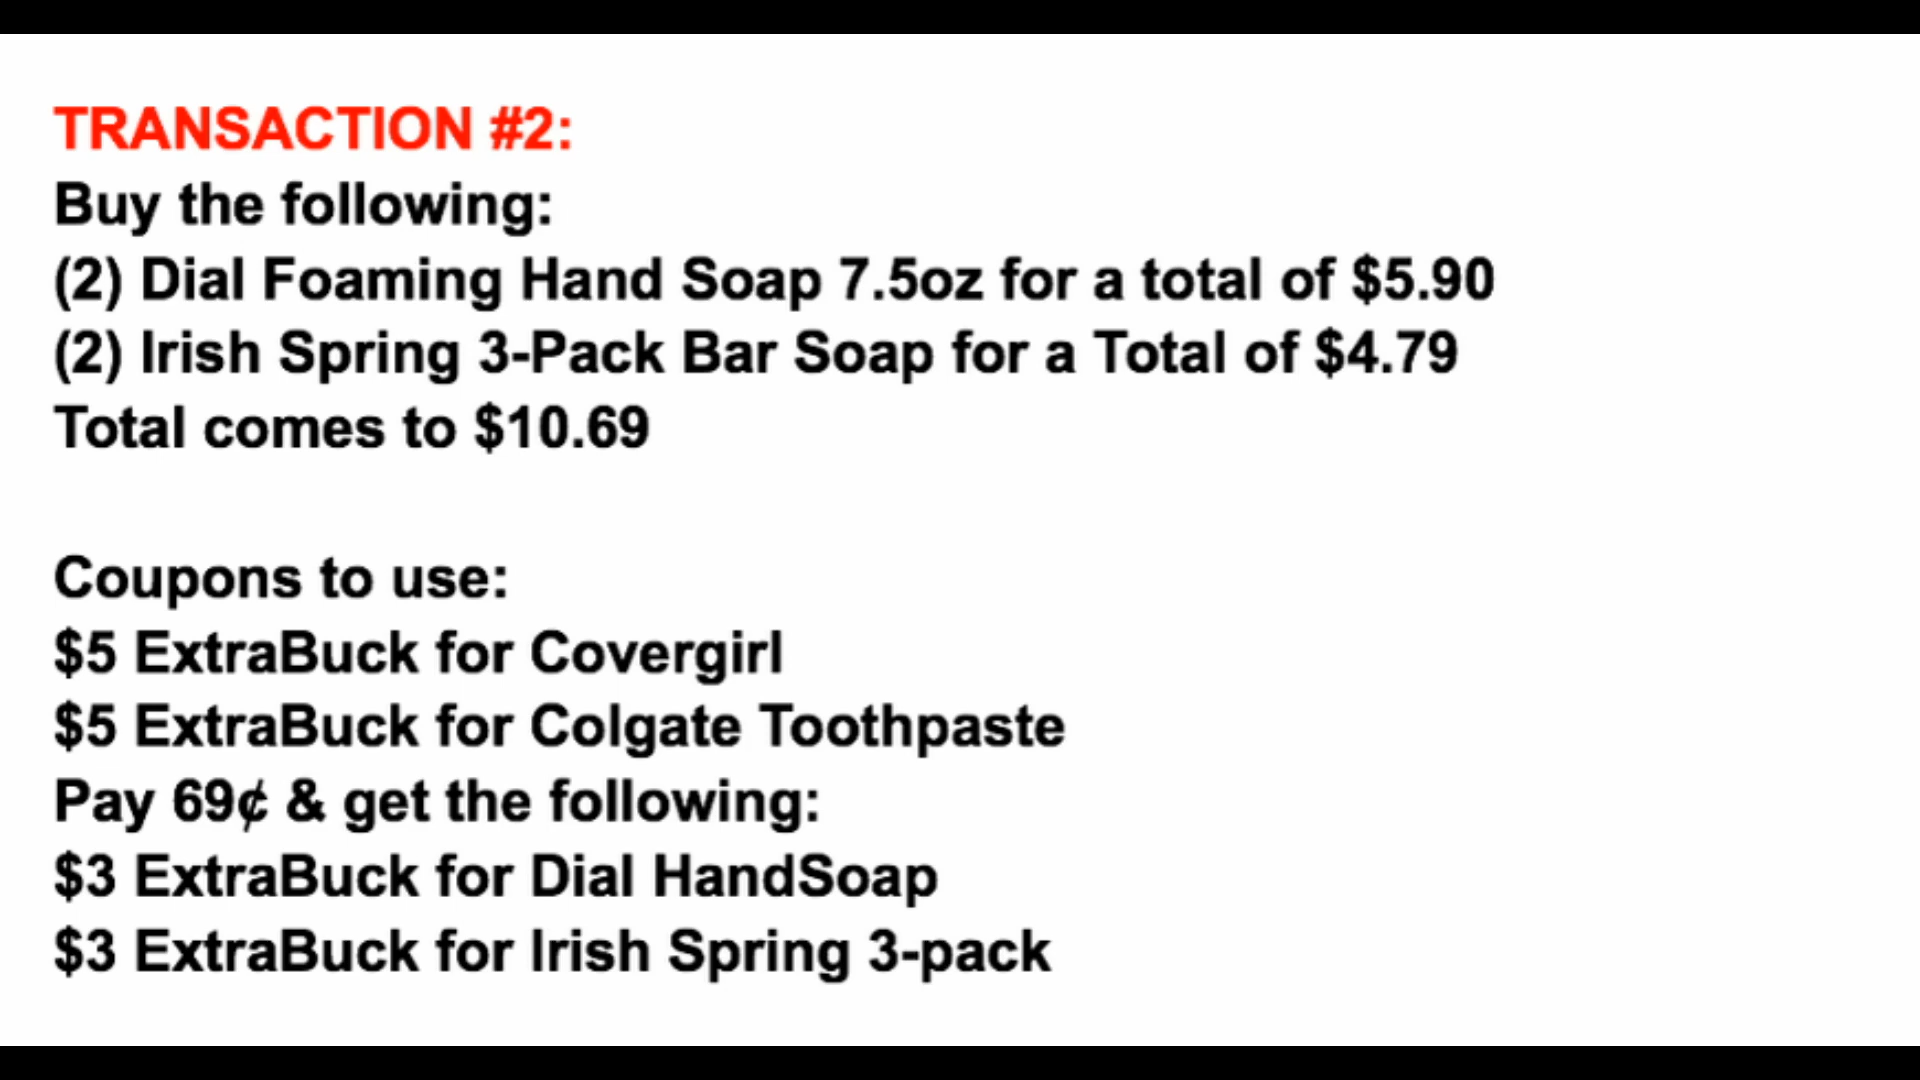 TRANSACTION #2:
Buy the following:
(2) Dial Foaming Hand Soap 7.5oz for a total of $5.90
(2) Irish Spring 3-Pack Bar Soap for a Total of $4.79
Total comes to $10.69
Coupons to use:
$5 ExtraBuck for Covergirl
$5 ExtraBuck for Colgate Toothpaste
Pay 69¢ & get the following:
$3 ExtraBuck for Dial HandSoap
$3 ExtraBuck for Irish Spring 3-pack